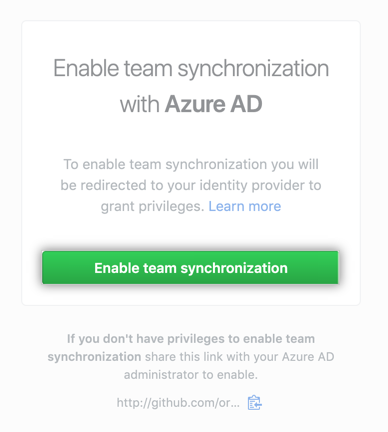 Enable team synchronization
with Azure AD
To enable team synchronization you will
be redirected to your identity provider to
grant privileges. Learn more
Enable team synchronization
If you don't have privileges to enable team
synchronization share this link with your Azure AD
administrator to enable.
http://github.com/or...